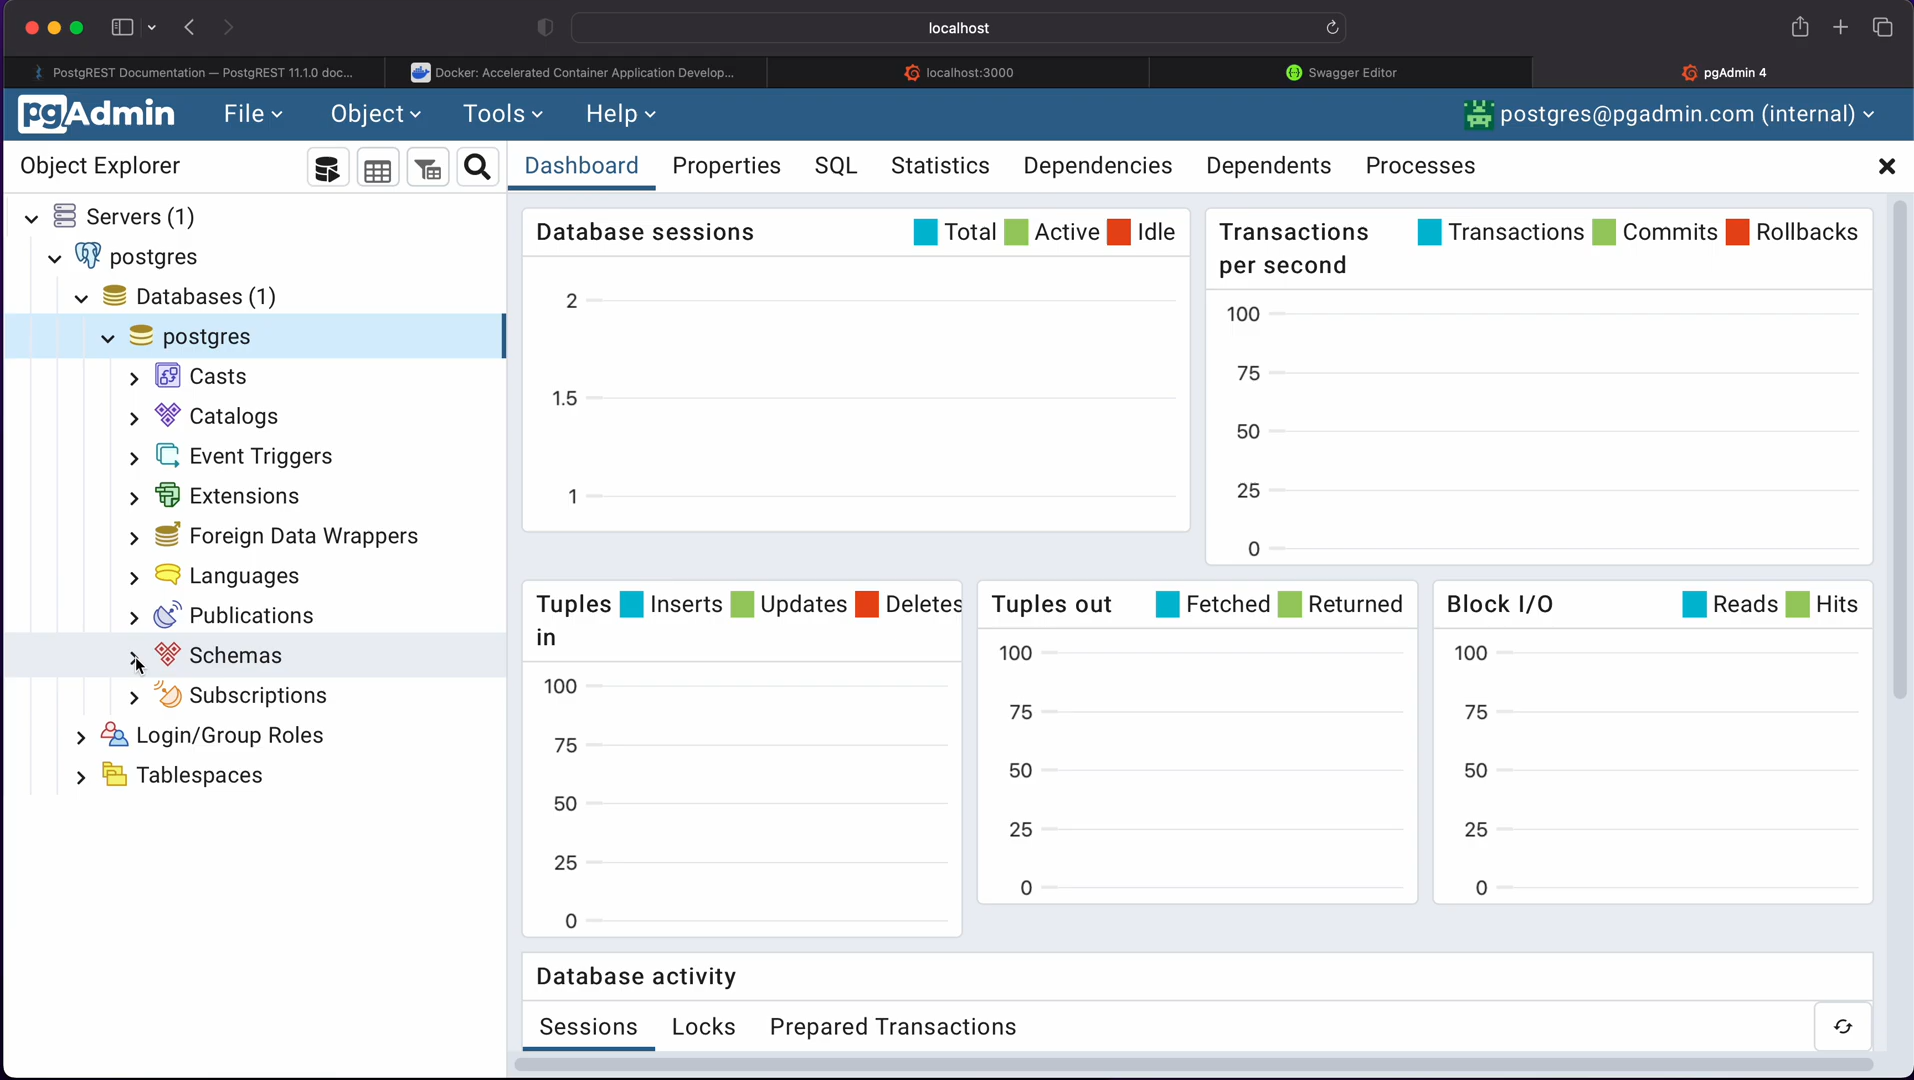 localhost
PostgREST Documentation — PostgREST 11.1.0 doc...
Docker: Accelerated Container Application Develop...
localhost:3000
Swagger Editor
pgAdmin 4
pgAdmin
File
Object
Tools
Help
postgres@pgadmin.com (internal)
Object Explorer
Dashboard
Properties
SQL
Statistics
Dependencies
Dependents
Processes
Servers (1)
postgres
Databases (1)
postgres
Casts
Catalogs
Event Triggers
Extensions
Foreign Data Wrappers
Languages
Publications
Schemas
Subscriptions
Login/Group Roles
Tablespaces
Database sessions
Total
Active
Idle
2
1.5
1
Transactions
per second
Transactions
Commits
Rollbacks
100
75
50
25
0
Tuples
in
Inserts
Updates
Deletes
100
75
50
25
0
Tuples out
Fetched
Returned
100
75
50
25
0
Block I/O
Reads
Hits
100
75
50
25
0
Database activity
Sessions
Locks
Prepared Transactions